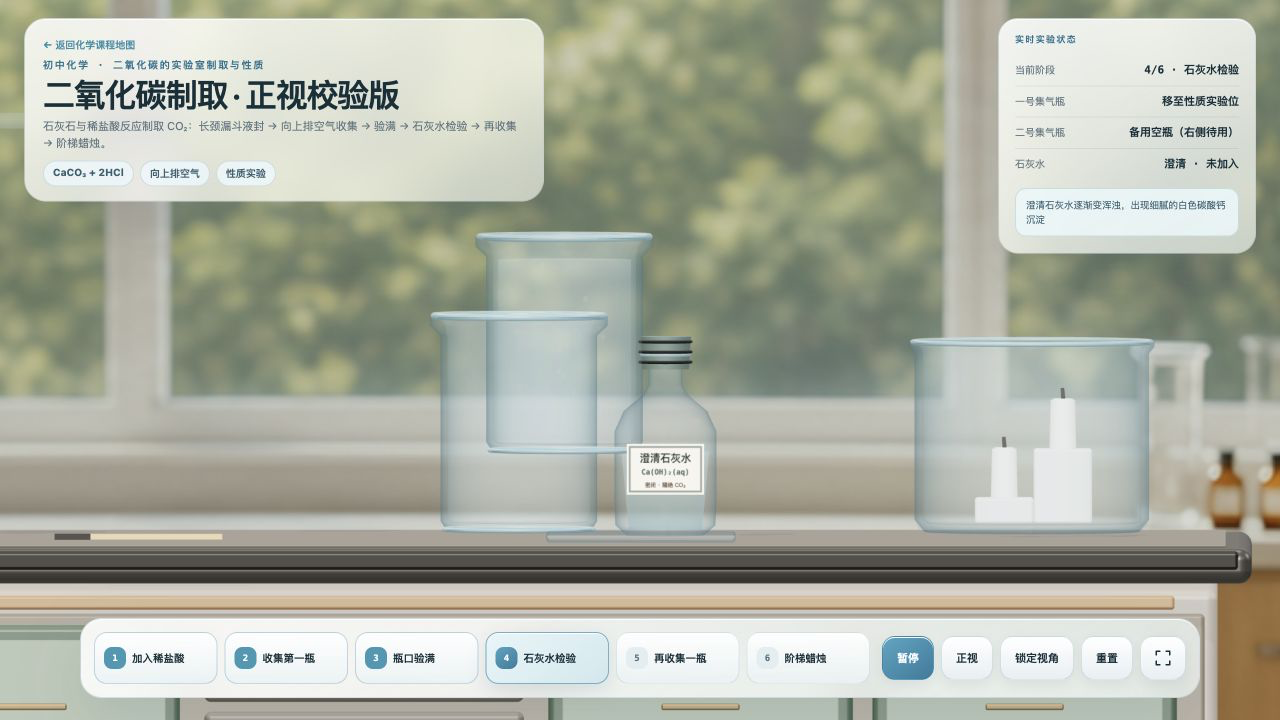 ← 返回化学课程地图
初中化学 · 二氧化碳的实验室制取与性质
二氧化碳制取·正视校验版
石灰石与稀盐酸反应制取 CO₂：长颈漏斗液封 → 向上排空气收集 → 验满 → 石灰水检验 → 再收集
→ 阶梯蜡烛。
CaCO₃ + 2HCl
向上排空气
性质实验
实时实验状态
当前阶段 4/6 · 石灰水检验
一号集气瓶 移至性质实验位
二号集气瓶 备用空瓶（右侧待用）
石灰水 澄清 · 未加入
澄清石灰水逐渐变浑浊，出现细腻的白色碳酸钙
沉淀
澄清石灰水
Ca(OH)₂(aq)
密闭 · 隔绝 CO₂
1 加入稀盐酸
2 收集第一瓶
3 瓶口验满
4 石灰水检验
5 再收集一瓶
6 阶梯蜡烛
暂停
正视
锁定视角
重置